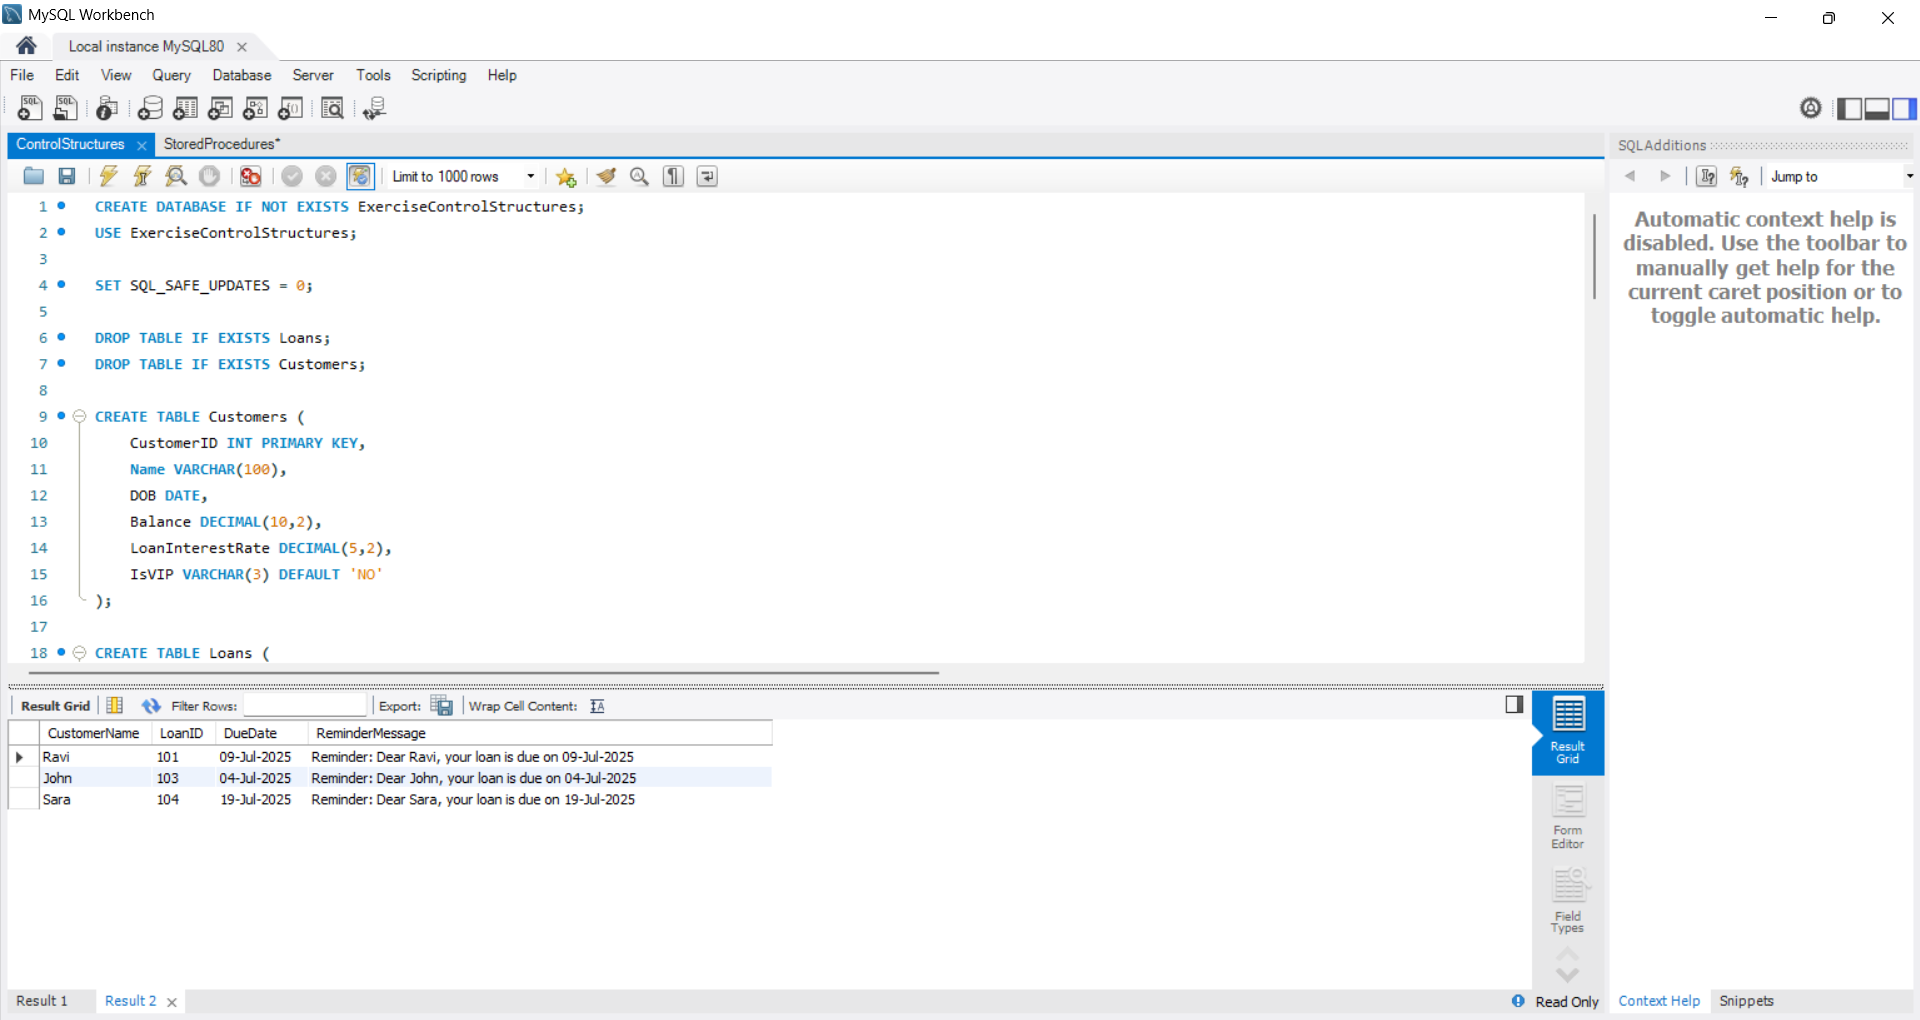 MySQL Workbench
Local instance MySQL80
File Edit View Query Database Server Tools Scripting Help
ControlStructures StoredProcedures*
SQLAdditions
Limit to 1000 rows
Jump to
1 CREATE DATABASE IF NOT EXISTS ExerciseControlStructures;
2 USE ExerciseControlStructures;
3
4 SET SQL_SAFE_UPDATES = 0;
5
6 DROP TABLE IF EXISTS Loans;
7 DROP TABLE IF EXISTS Customers;
8
9 CREATE TABLE Customers (
10 CustomerID INT PRIMARY KEY,
11 Name VARCHAR(100),
12 DOB DATE,
13 Balance DECIMAL(10,2),
14 LoanInterestRate DECIMAL(5,2),
15 IsVIP VARCHAR(3) DEFAULT 'NO'
16 );
17
18 CREATE TABLE Loans (
Automatic context help is
disabled. Use the toolbar to
manually get help for the
current caret position or to
toggle automatic help.
Result Grid Filter Rows: Export: Wrap Cell Content:
CustomerName LoanID DueDate ReminderMessage
Ravi 101 09-Jul-2025 Reminder: Dear Ravi, your loan is due on 09-Jul-2025
John 103 04-Jul-2025 Reminder: Dear John, your loan is due on 04-Jul-2025
Sara 104 19-Jul-2025 Reminder: Dear Sara, your loan is due on 19-Jul-2025
Result
Grid
Form
Editor
Field
Types
Result 1 Result 2
Read Only
Context Help Snippets